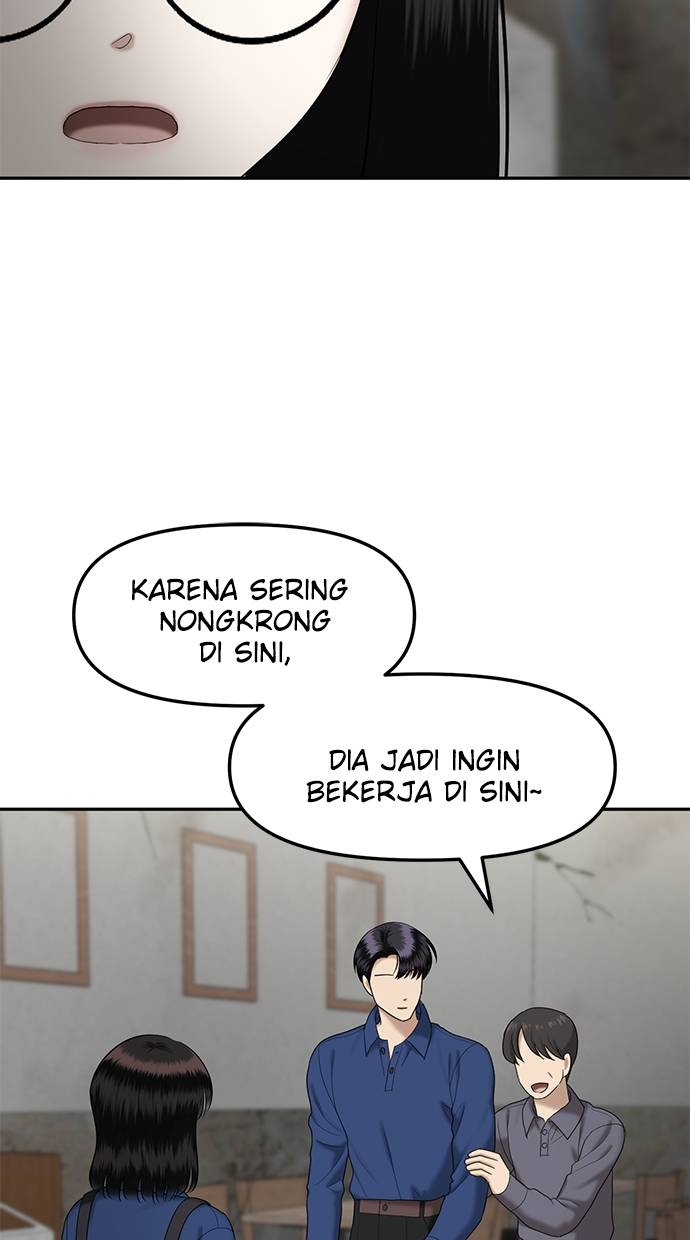 KARENA SERING
NONGKRONG
DI SINI,
DIA JADI INGIN
BEKERJA DI SINI~